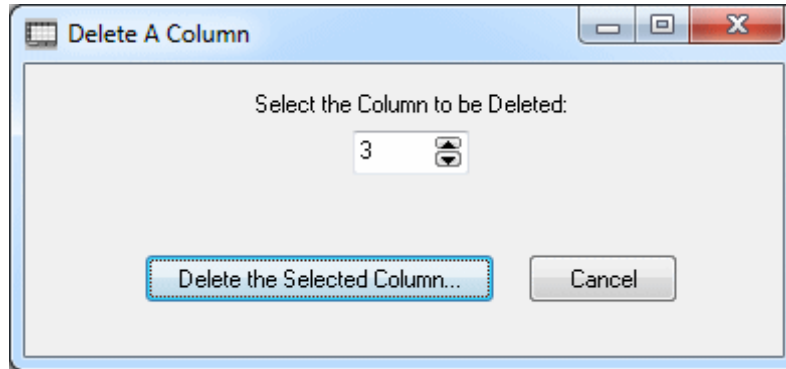 Delete A Column
Select the Column to be Deleted:
3
Delete the Selected Column...
Cancel